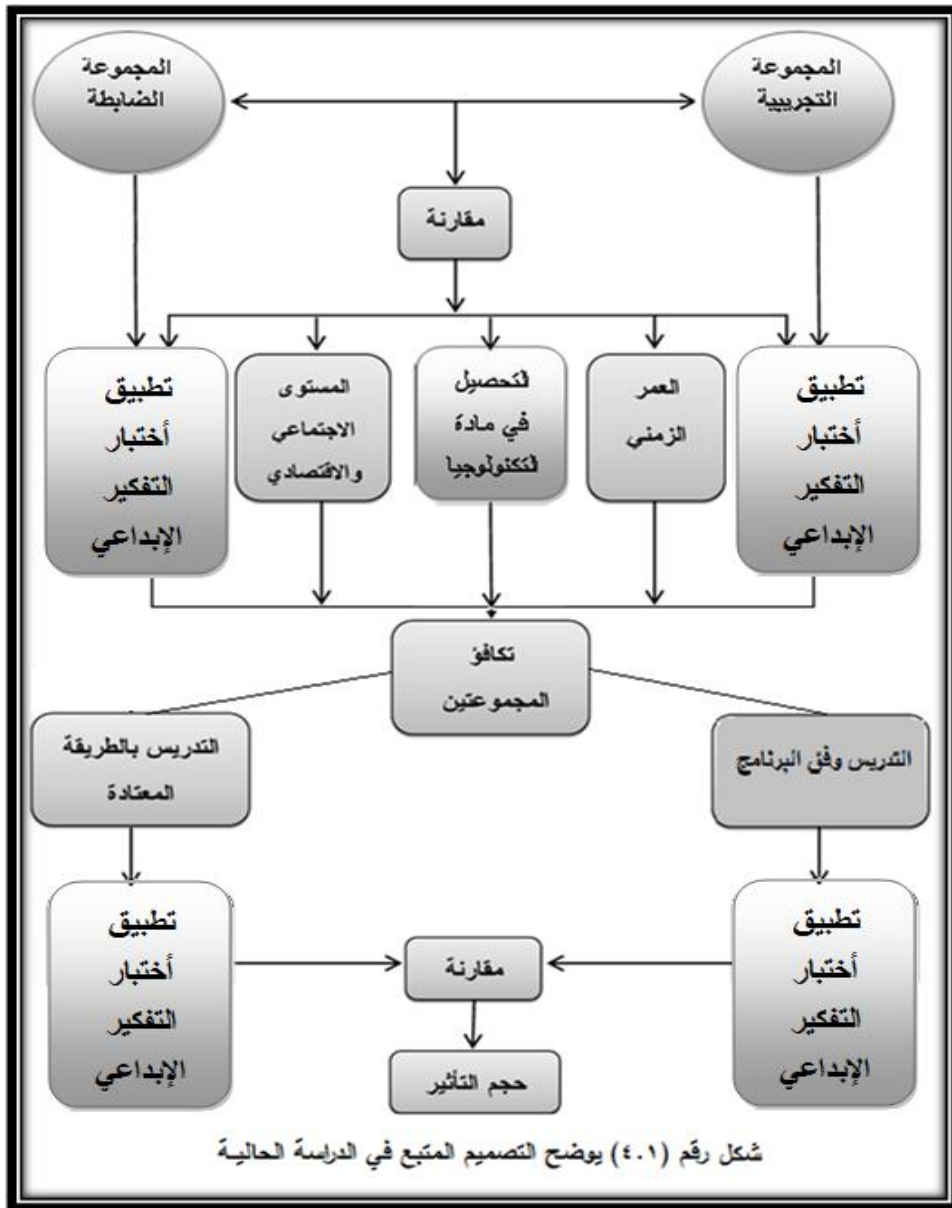 المجموعة
التجريبية
المجموعة
الضابطة
مقارنة
تطبيق
أختبار
التفكير
الإبداعي
العمر
الزمني
التحصيل
في مادة
التكنولوجيا
المستوى
الاجتماعي
والاقتصادي
تطبيق
أختبار
التفكير
الإبداعي
تكافؤ
المجموعتين
التدريس وفق البرنامج
التدريس بالطريقة
المعتادة
تطبيق
أختبار
التفكير
الإبداعي
مقارنة
تطبيق
أختبار
التفكير
الإبداعي
حجم التأثير
شكل رقم (٤.١) يوضح التصميم المتبع في الدراسة الحالية